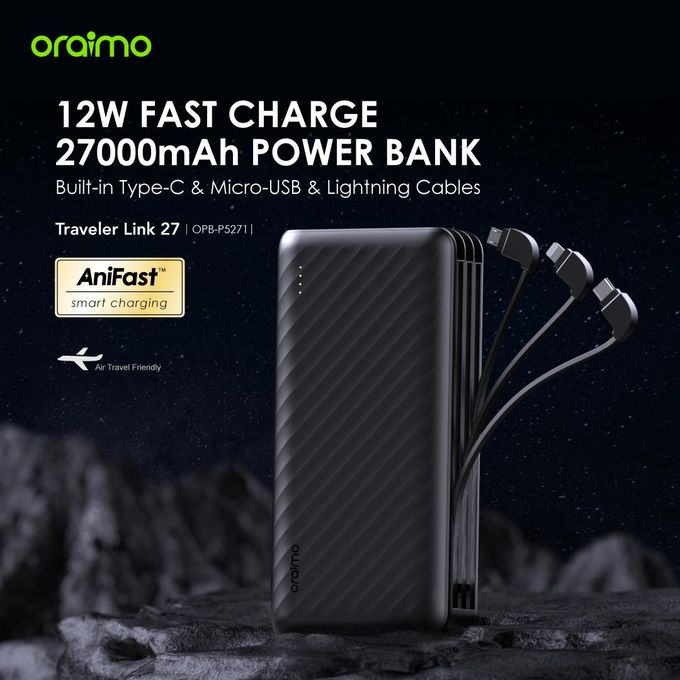 oraimo
12W FAST CHARGE
27000mAh POWER BANK
Built-in Type-C & Micro-USB & Lightning Cables
Traveler Link 27 | OPB-P5271 |
AniFast™
smart charging
Air Travel Friendly
oraimo